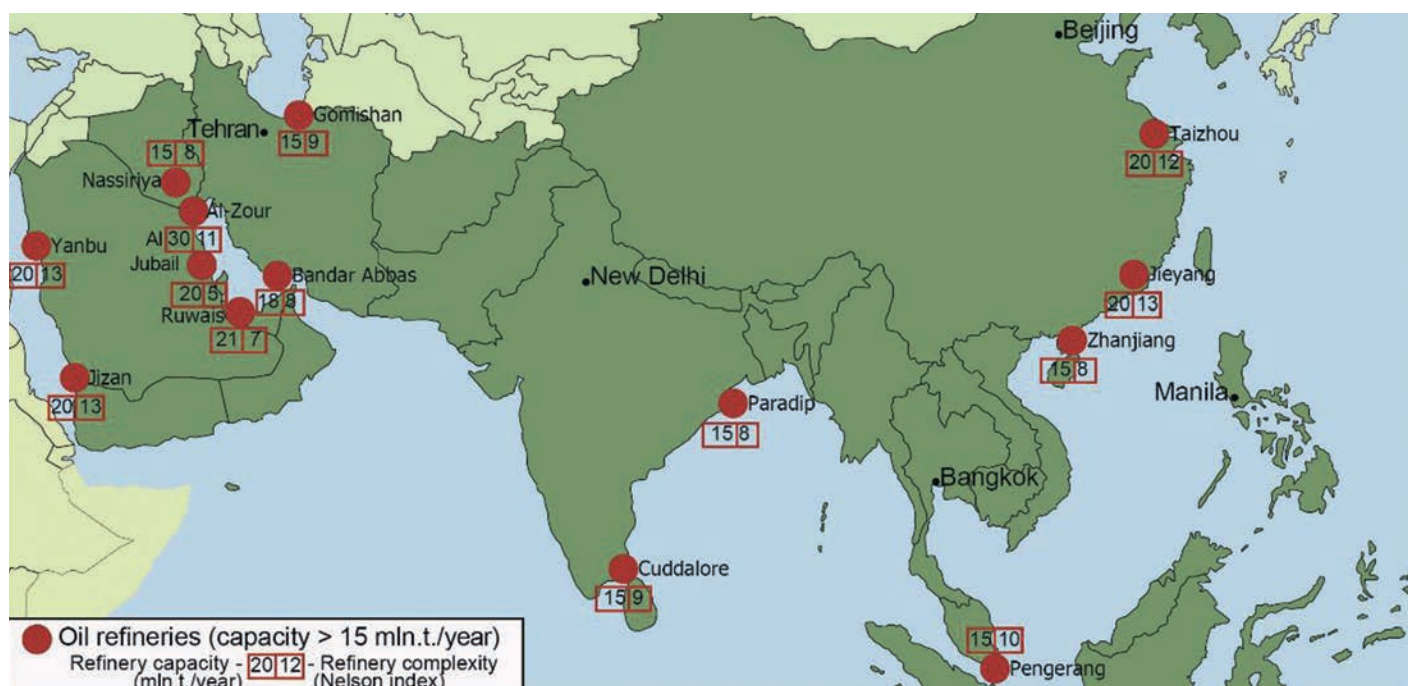 Beijing
Gomishan
Tehran
15 9
Taizhou
20 12
15 8
Nassiriya
Al-Zour
Al 30 11
Yanbu
20 13
Jubail
Bandar Abbas
20 5
18 8
New Delhi
Jieyang
20 13
Ruwais
21 7
Zhanjiang
15 8
Jizan
20 13
Manila
Paradip
15 8
Bangkok
Cuddalore
15 9
15 10
Pengerang
Oil refineries (capacity > 15 mln.t./year)
Refinery capacity - 20 12 - Refinery complexity
(mln.t./year) (Nelson index)